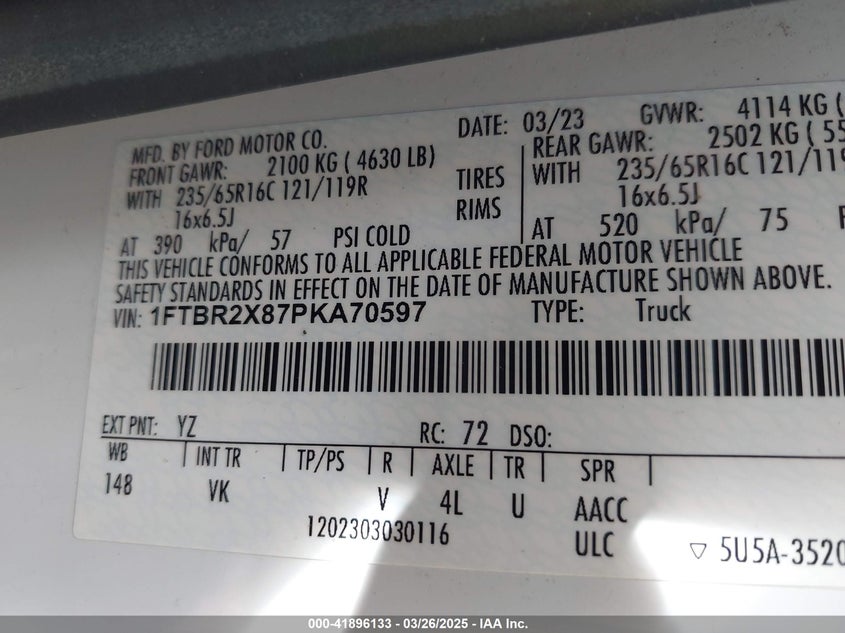 MFD. BY FORD MOTOR CO.
DATE: 03/23 GVWR: 4114 KG (
FRONT GAWR: 2100 KG ( 4630 LB)
REAR GAWR: 2502 KG ( 55
WITH 235/65R16C 121/119R TIRES
WITH 235/65R16C 121/119
16x6.5J RIMS
16x6.5J
AT 390 kPa/ 57 PSI COLD
AT 520 kPa/ 75
THIS VEHICLE CONFORMS TO ALL APPLICABLE FEDERAL MOTOR VEHICLE
SAFETY STANDARDS IN EFFECT ON THE DATE OF MANUFACTURE SHOWN ABOVE.
VIN: 1FTBR2X87PKA70597 TYPE: Truck
EXT PNT: YZ RC: 72 DSO:
WB INT TR TP/PS R AXLE TR SPR
148 VK V 4L U AACC
1202303030116 ULC
5U5A-3520
000-41896133 - 03/26/2025 - IAA Inc.